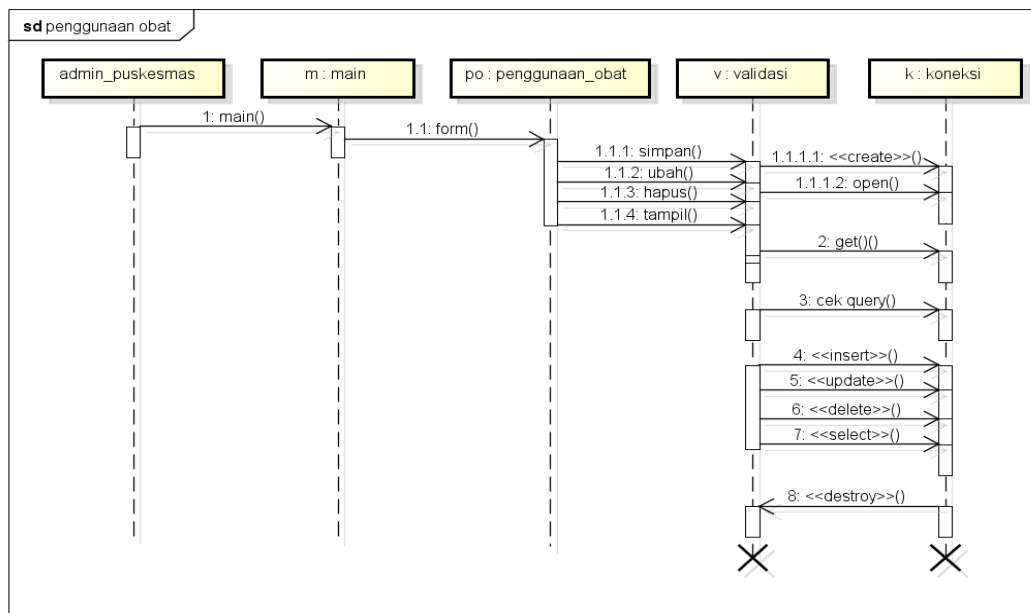 sd penggunaan obat
admin_puskesmas
m : main
po : penggunaan_obat
v : validasi
k : koneksi
1: main()
1.1: form()
1.1.1: simpan()
1.1.1.1: <<create>>()
1.1.2: ubah()
1.1.1.2: open()
1.1.3: hapus()
1.1.4: tampil()
2: get()()
3: cek query()
4: <<insert>>()
5: <<update>>()
6: <<delete>>()
7: <<select>>()
8: <<destroy>>()